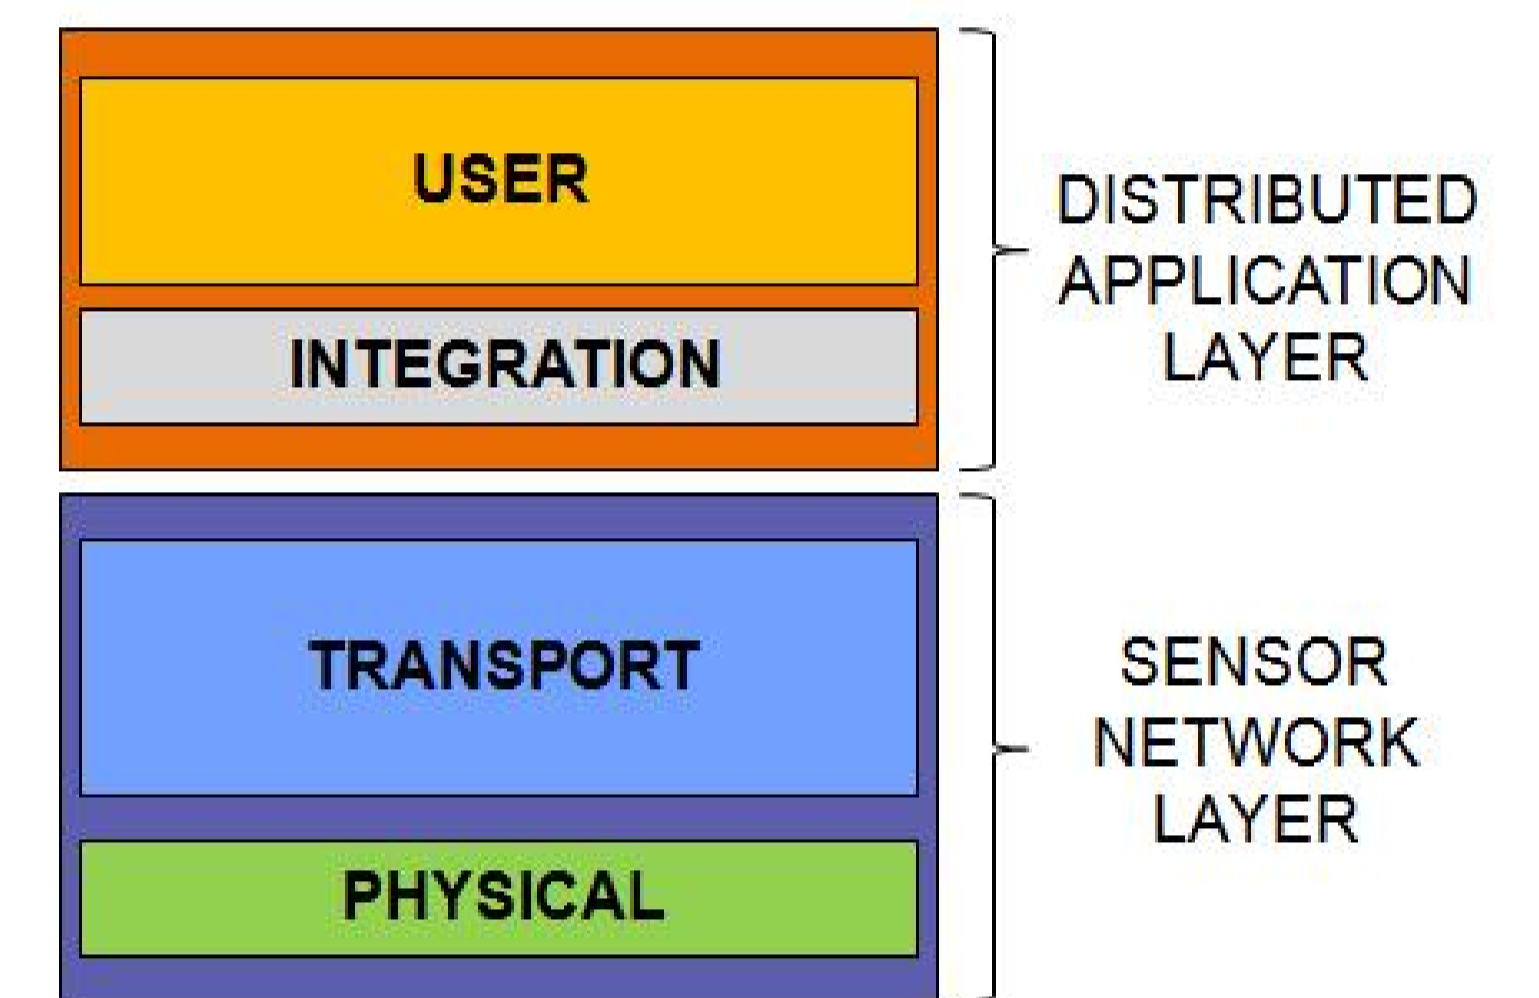 USER
INTEGRATION
DISTRIBUTED
APPLICATION
LAYER
TRANSPORT
PHYSICAL
SENSOR
NETWORK
LAYER